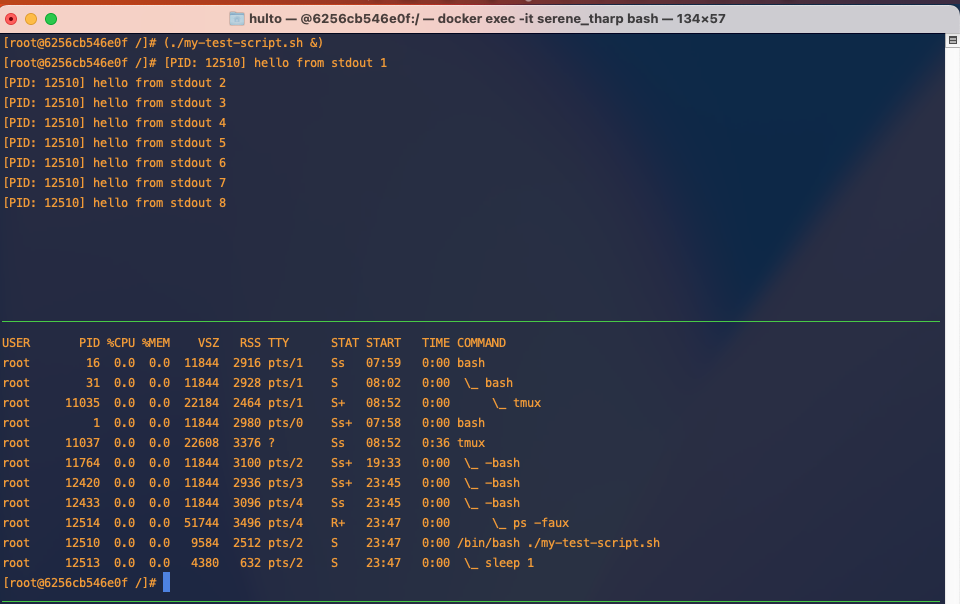 hulto — @6256cb546e0f:/ — docker exec -it serene_tharp bash — 134×57
[root@6256cb546e0f /]# (./my-test-script.sh &)
[root@6256cb546e0f /]# [PID: 12510] hello from stdout 1
[PID: 12510] hello from stdout 2
[PID: 12510] hello from stdout 3
[PID: 12510] hello from stdout 4
[PID: 12510] hello from stdout 5
[PID: 12510] hello from stdout 6
[PID: 12510] hello from stdout 7
[PID: 12510] hello from stdout 8
USER       PID %CPU %MEM    VSZ   RSS TTY      STAT START   TIME COMMAND
root        16  0.0  0.0  11844  2916 pts/1    Ss   07:59   0:00 bash
root        31  0.0  0.0  11844  2928 pts/1    S    08:02   0:00  \_ bash
root     11035  0.0  0.0  22184  2464 pts/1    S+   08:52   0:00      \_ tmux
root         1  0.0  0.0  11844  2980 pts/0    Ss+  07:58   0:00 bash
root     11037  0.0  0.0  22608  3376 ?        Ss   08:52   0:36 tmux
root     11764  0.0  0.0  11844  3100 pts/2    Ss+  19:33   0:00  \_ -bash
root     12420  0.0  0.0  11844  2936 pts/3    Ss+  23:45   0:00  \_ -bash
root     12433  0.0  0.0  11844  3096 pts/4    Ss   23:45   0:00  \_ -bash
root     12514  0.0  0.0  51744  3496 pts/4    R+   23:47   0:00      \_ ps -faux
root     12510  0.0  0.0   9584  2512 pts/2    S    23:47   0:00 /bin/bash ./my-test-script.sh
root     12513  0.0  0.0   4380   632 pts/2    S    23:47   0:00  \_ sleep 1
[root@6256cb546e0f /]#